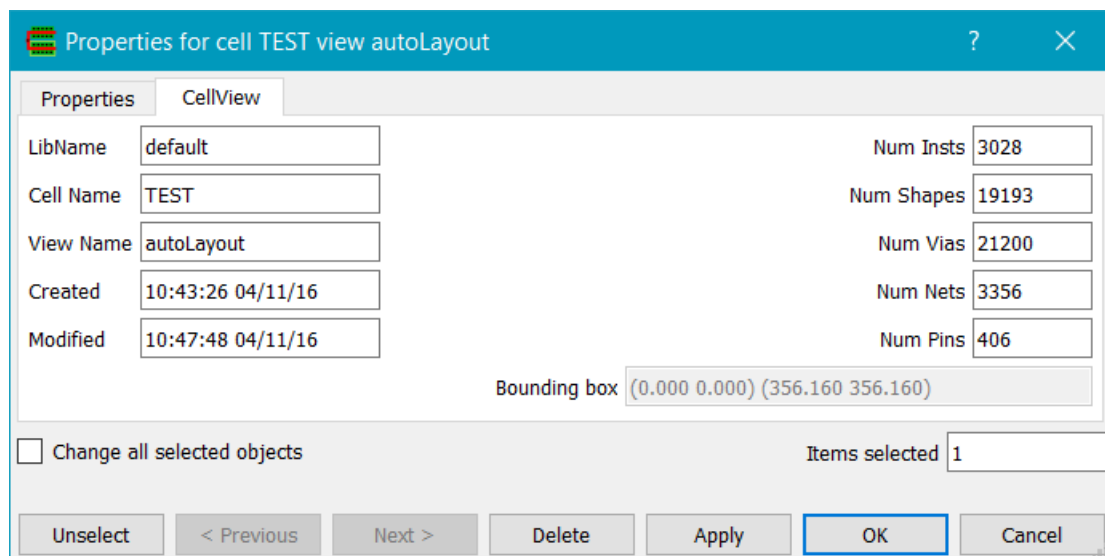 Properties for cell TEST view autoLayout ? ×
Properties CellView
LibName default Num Insts 3028
Cell Name TEST Num Shapes 19193
View Name autoLayout Num Vias 21200
Created 10:43:26 04/11/16 Num Nets 3356
Modified 10:47:48 04/11/16 Num Pins 406
Bounding box (0.000 0.000) (356.160 356.160)
Change all selected objects Items selected 1
Unselect < Previous Next > Delete Apply OK Cancel